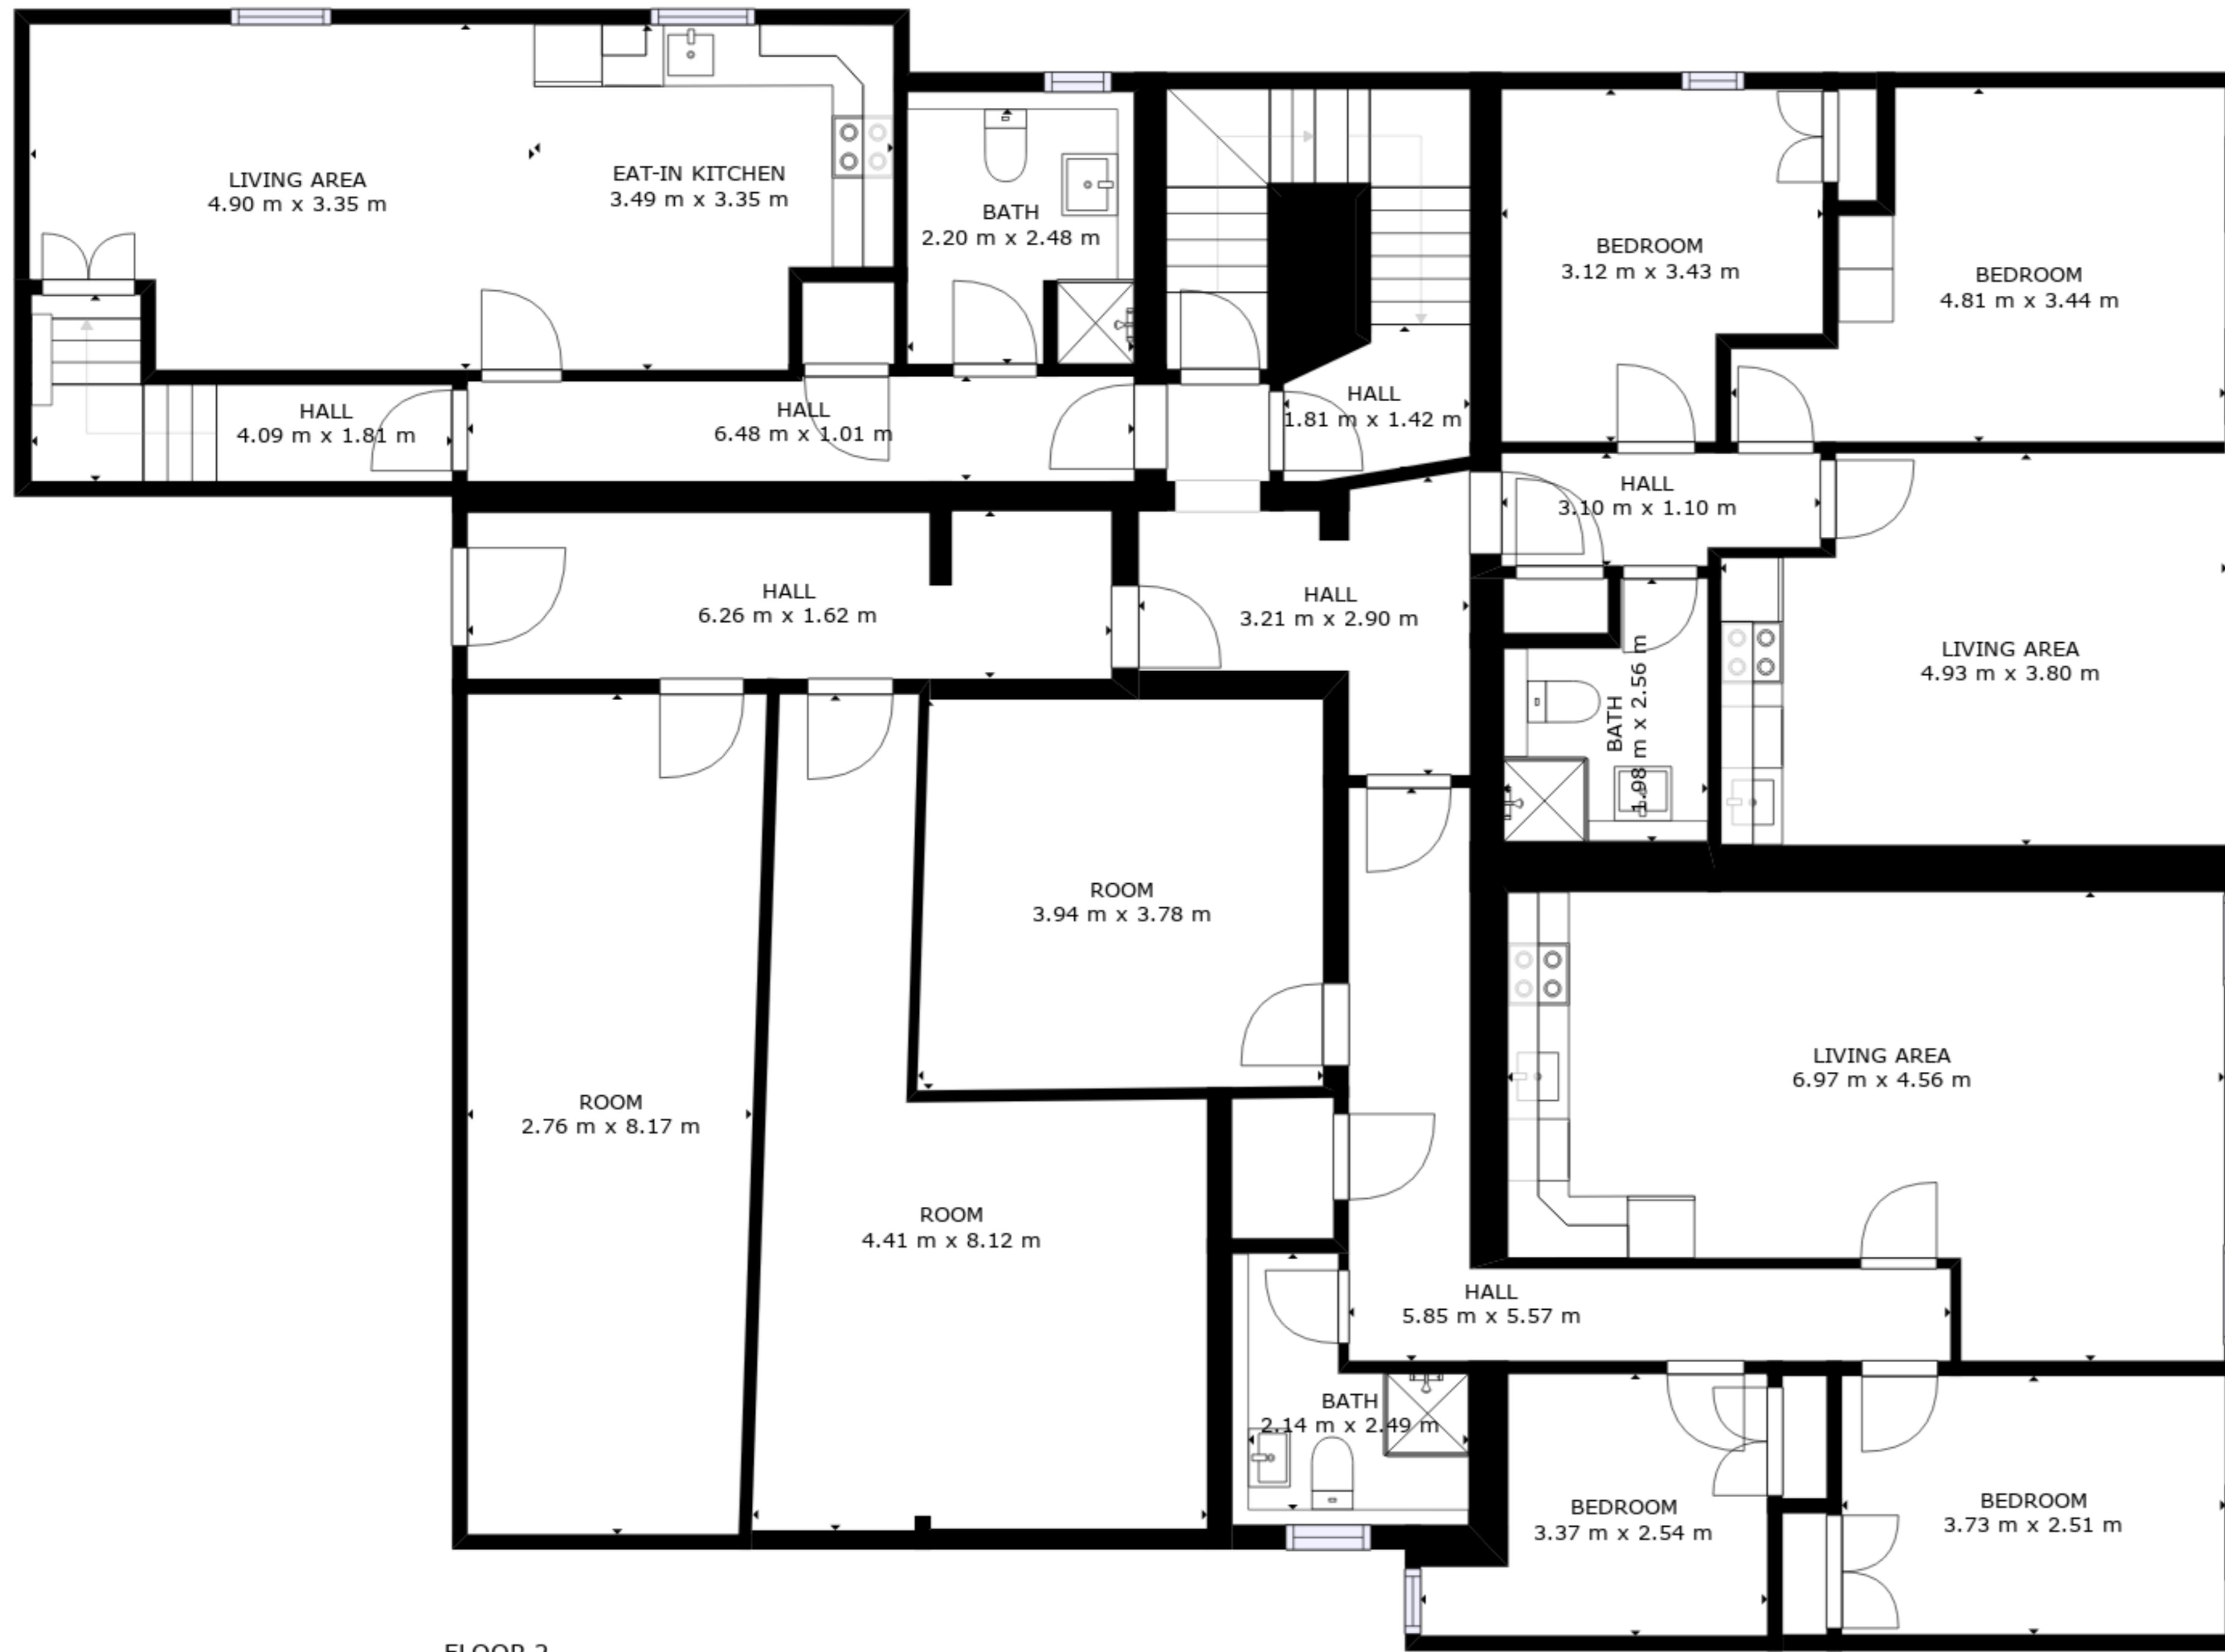 LIVING AREA
4.90 m x 3.35 m
EAT-IN KITCHEN
3.49 m x 3.35 m
BATH
2.20 m x 2.48 m
BEDROOM
3.12 m x 3.43 m
BEDROOM
4.81 m x 3.44 m
HALL
4.09 m x 1.81 m
HALL
6.48 m x 1.01 m
HALL
1.81 m x 1.42 m
HALL
3.10 m x 1.10 m
HALL
6.26 m x 1.62 m
HALL
3.21 m x 2.90 m
BATH
1.98 m x 2.56 m
LIVING AREA
4.93 m x 3.80 m
ROOM
3.94 m x 3.78 m
LIVING AREA
6.97 m x 4.56 m
ROOM
2.76 m x 8.17 m
ROOM
4.41 m x 8.12 m
HALL
5.85 m x 5.57 m
BATH
2.14 m x 2.49 m
BEDROOM
3.37 m x 2.54 m
BEDROOM
3.73 m x 2.51 m
FLOOR 2